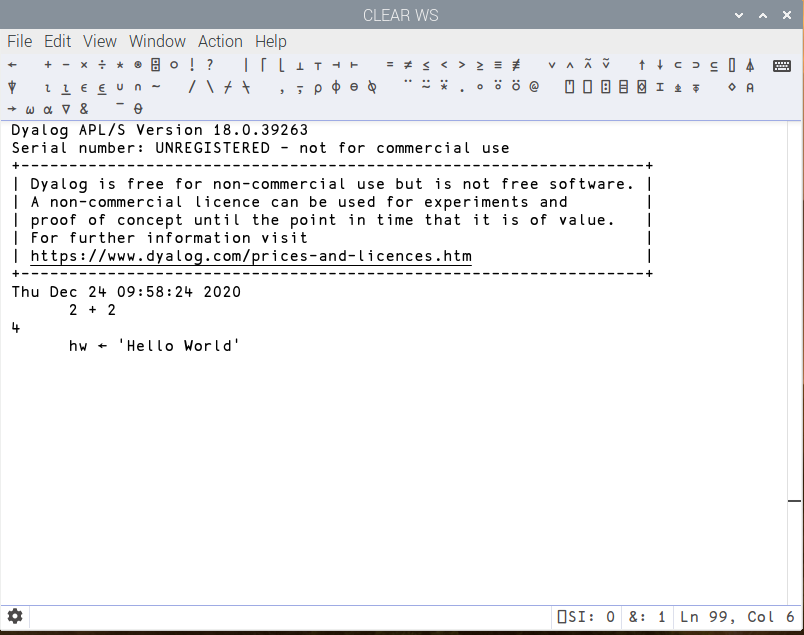 CLEAR WS
File Edit View Window Action Help
← + - × ÷ * ⍟ ⌹ ○ ! ? | ⌈ ⌊ ⊥ ⊤ ⊣ ⊢ = ≠ ≤ < > ≥ ≡ ≢ ∨ ∧ ⍲ ⍱ ↑ ↓ ⊂ ⊃ ⊆ ⌷ ⍋
⍒ ⍳ ⍸ ∊ ⍷ ∪ ∩ ~ / \ ⌿ ⍀ , ⍪ ⍴ ⌽ ⊖ ⍉ ¨ ⍨ ⍣ . ∘ ⍤ ⍥ @ ⍞ ⎕ ⍠ ⌸ ⌺ ⌶ ⍎ ⍕ ⋄ ⍝
→ ⍵ ⍺ ∇ & ¯ ⍬
Dyalog APL/S Version 18.0.39263
Serial number: UNREGISTERED - not for commercial use
+------------------------------------------------------------------+
| Dyalog is free for non-commercial use but is not free software. |
| A non-commercial licence can be used for experiments and |
| proof of concept until the point in time that it is of value. |
| For further information visit |
| https://www.dyalog.com/prices-and-licences.htm |
+------------------------------------------------------------------+
Thu Dec 24 09:58:24 2020
2 + 2
4
hw ← 'Hello World'
⎕SI: 0 &: 1 Ln 99, Col 6